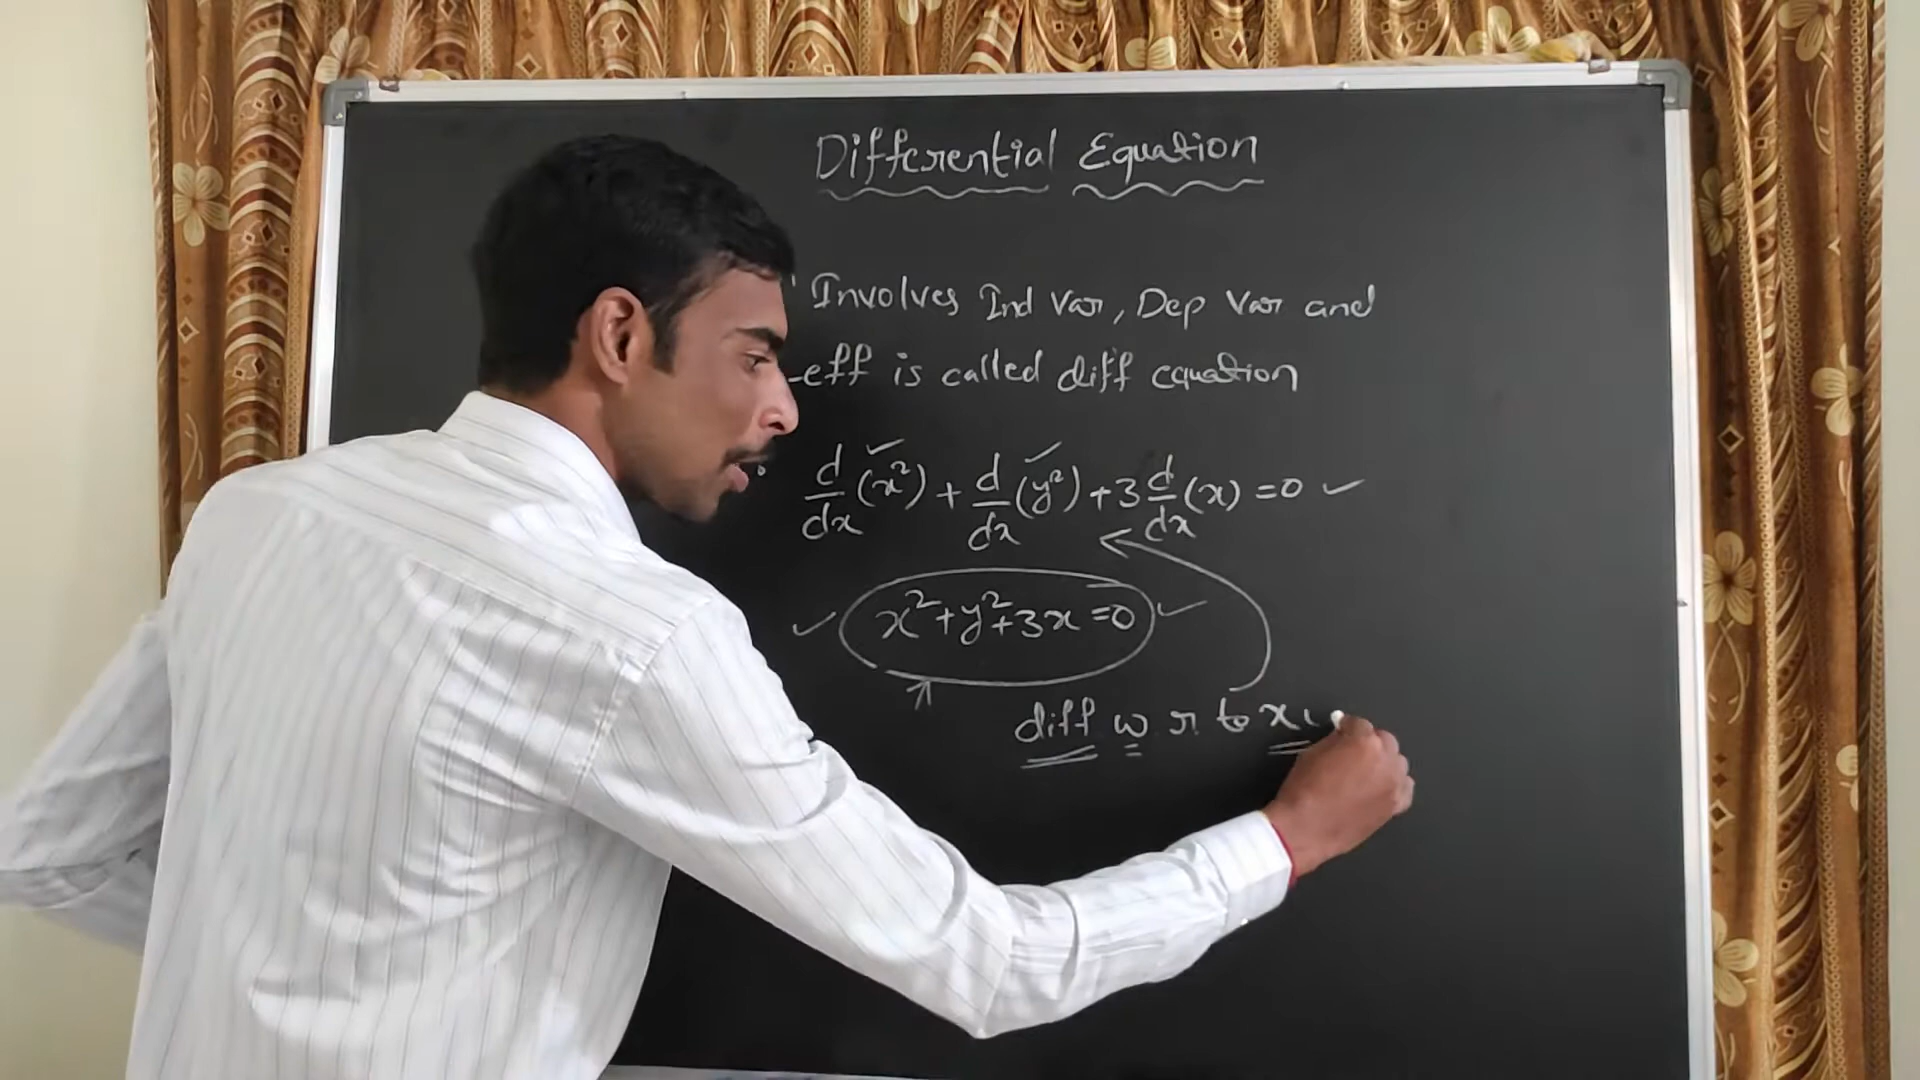 Differential Equation
Involves Ind Var, Dep Var and
-eff is called diff equation
d/dx (x²) + d/dx (y²) + 3 d/dx (x) = 0
x² + y² + 3x = 0
diff w r to x